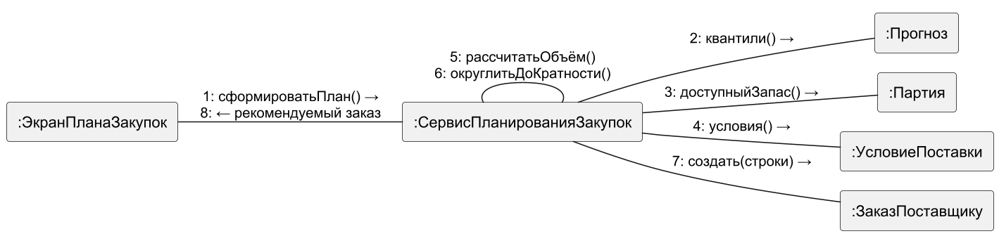 2: квантили() →
:Прогноз
5: рассчитатьОбъём()
6: округлитьДоКратности()
3: доступныйЗапас() →
:Партия
1: сформироватьПлан() →
8: ← рекомендуемый заказ
:ЭкранПланаЗакупок
:СервисПланированияЗакупок
4: условия() →
:УсловиеПоставки
7: создать(строки) →
:ЗаказПоставщику